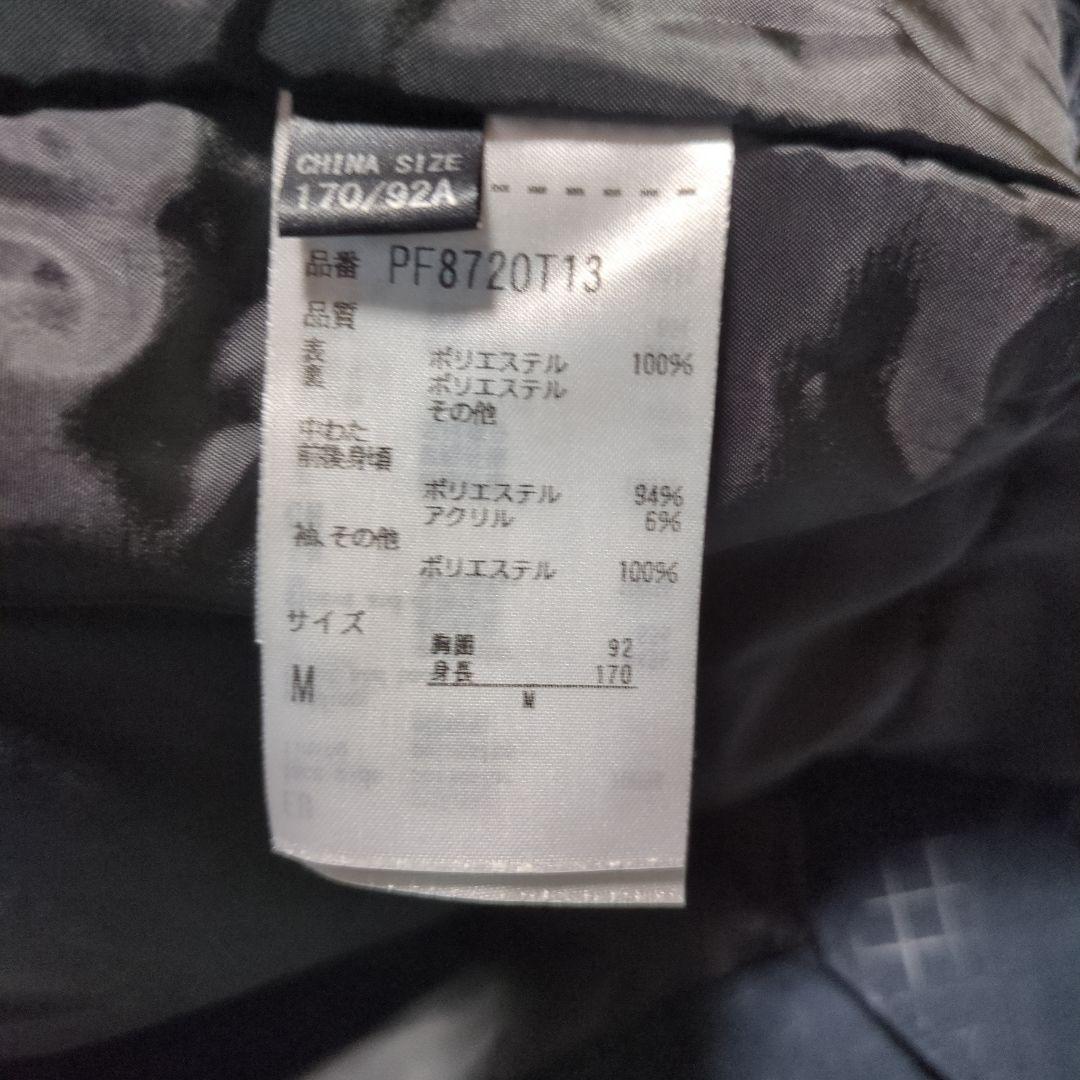 CHINA SIZE
170/92A
品番 PF8720T13
品質
表 ポリエステル 100%
裏 ポリエステル
その他
中わた
前後身頃
ポリエステル 94%
アクリル 6%
袖、その他
ポリエステル 100%
サイズ
胸囲 92
身長 170
M
M